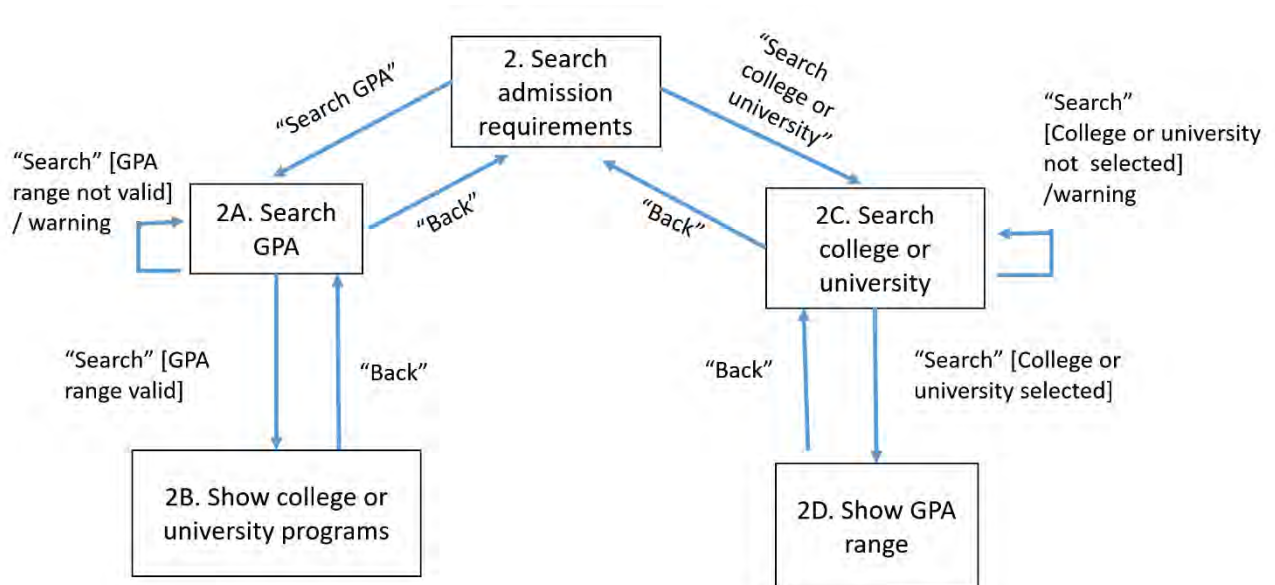 2. Search
admission
requirements
“Search GPA”
“Search
college or
university”
“Search”
[College or university
not selected]
/warning
“Search” [GPA
range not valid]
/ warning
2A. Search
GPA
“Back”
“Back”
2C. Search
college or
university
“Search” [GPA
range valid]
“Back”
“Back”
“Search” [College or
university selected]
2B. Show college or
university programs
2D. Show GPA
range